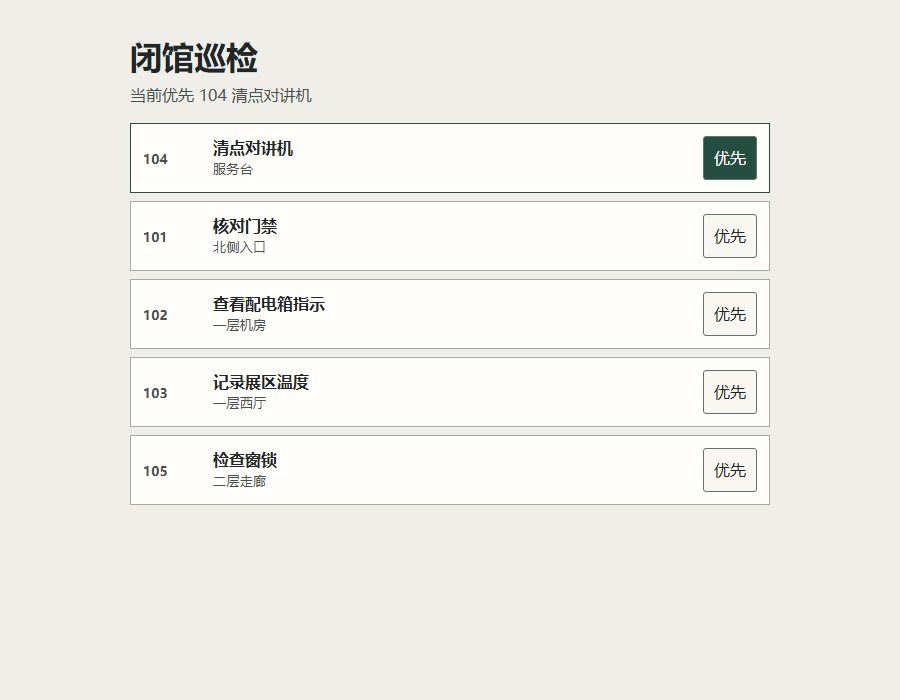 闭馆巡检
当前优先 104 清点对讲机
104
清点对讲机
服务台
优先
101
核对门禁
北侧入口
优先
102
查看配电箱指示
一层机房
优先
103
记录展区温度
一层西厅
优先
105
检查窗锁
二层走廊
优先